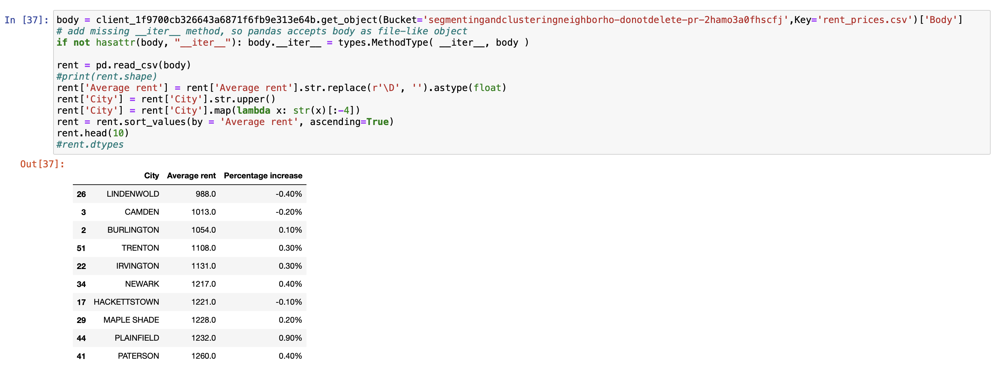 In [37]: body = client_1f9700cb326643a6871f6fb9e313e64b.get_object(Bucket='segmentingandclusteringneighborho-donotdelete-pr-2hamo3a0fhscfj',Key='rent_prices.csv')['Body']
# add missing __iter__ method, so pandas accepts body as file-like object
if not hasattr(body, "__iter__"): body.__iter__ = types.MethodType( __iter__, body )
rent = pd.read_csv(body)
#print(rent.shape)
rent['Average rent'] = rent['Average rent'].str.replace(r'\D', '').astype(float)
rent['City'] = rent['City'].str.upper()
rent['City'] = rent['City'].map(lambda x: str(x)[:-4])
rent = rent.sort_values(by = 'Average rent', ascending=True)
rent.head(10)
#rent.dtypes
Out[37]:
City Average rent Percentage increase
26 LINDENWOLD 988.0 -0.40%
3 CAMDEN 1013.0 -0.20%
2 BURLINGTON 1054.0 0.10%
51 TRENTON 1108.0 0.30%
22 IRVINGTON 1131.0 0.30%
34 NEWARK 1217.0 0.40%
17 HACKETTSTOWN 1221.0 -0.10%
29 MAPLE SHADE 1228.0 0.20%
44 PLAINFIELD 1232.0 0.90%
41 PATERSON 1260.0 0.40%